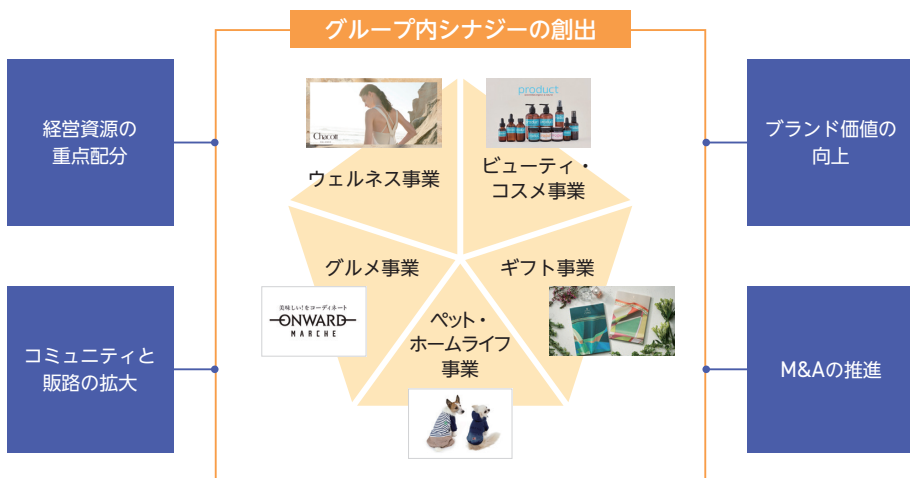 グループ内シナジーの創出
経営資源の
重点配分
ブランド価値の
向上
Chacott
product
ウェルネス事業
ビューティ・
コスメ事業
グルメ事業
ギフト事業
美味しい!をコーディネート
ONWARD
MARCHE
ペット・
ホームライフ
事業
コミュニティと
販路の拡大
M&Aの推進